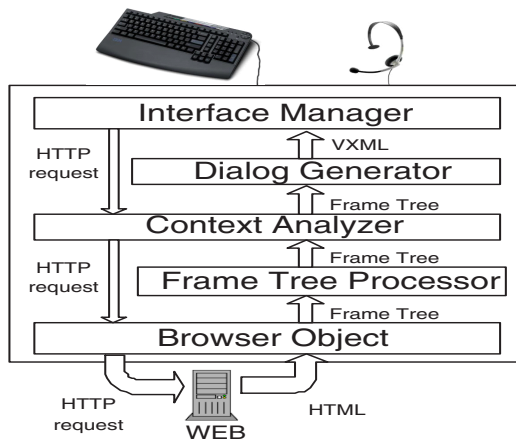 Interface Manager
VXML
HTTP
request
Dialog Generator
Frame Tree
Context Analyzer
Frame Tree
HTTP
request
Frame Tree Processor
Frame Tree
Browser Object
HTTP
request
WEB
HTML